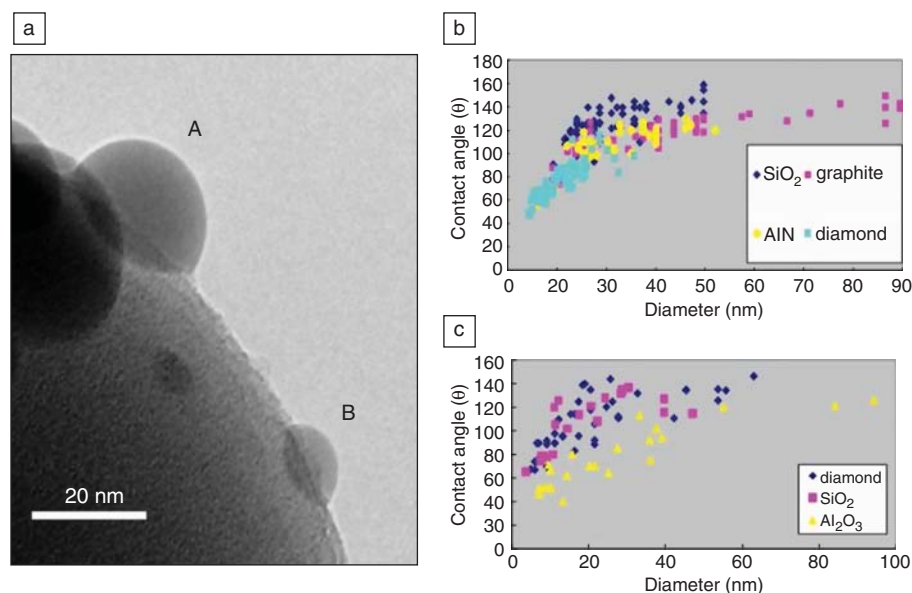 a
A
B
20 nm
b
Contact angle (θ)
180
160
140
120
100
80
60
40
20
0
SiO₂ graphite
AlN diamond
0 10 20 30 40 50 60 70 80 90
Diameter (nm)
c
Contact angle (θ)
160
140
120
100
80
60
40
30
0
diamond
SiO₂
Al₂O₃
0 20 40 60 80 100
Diameter (nm)